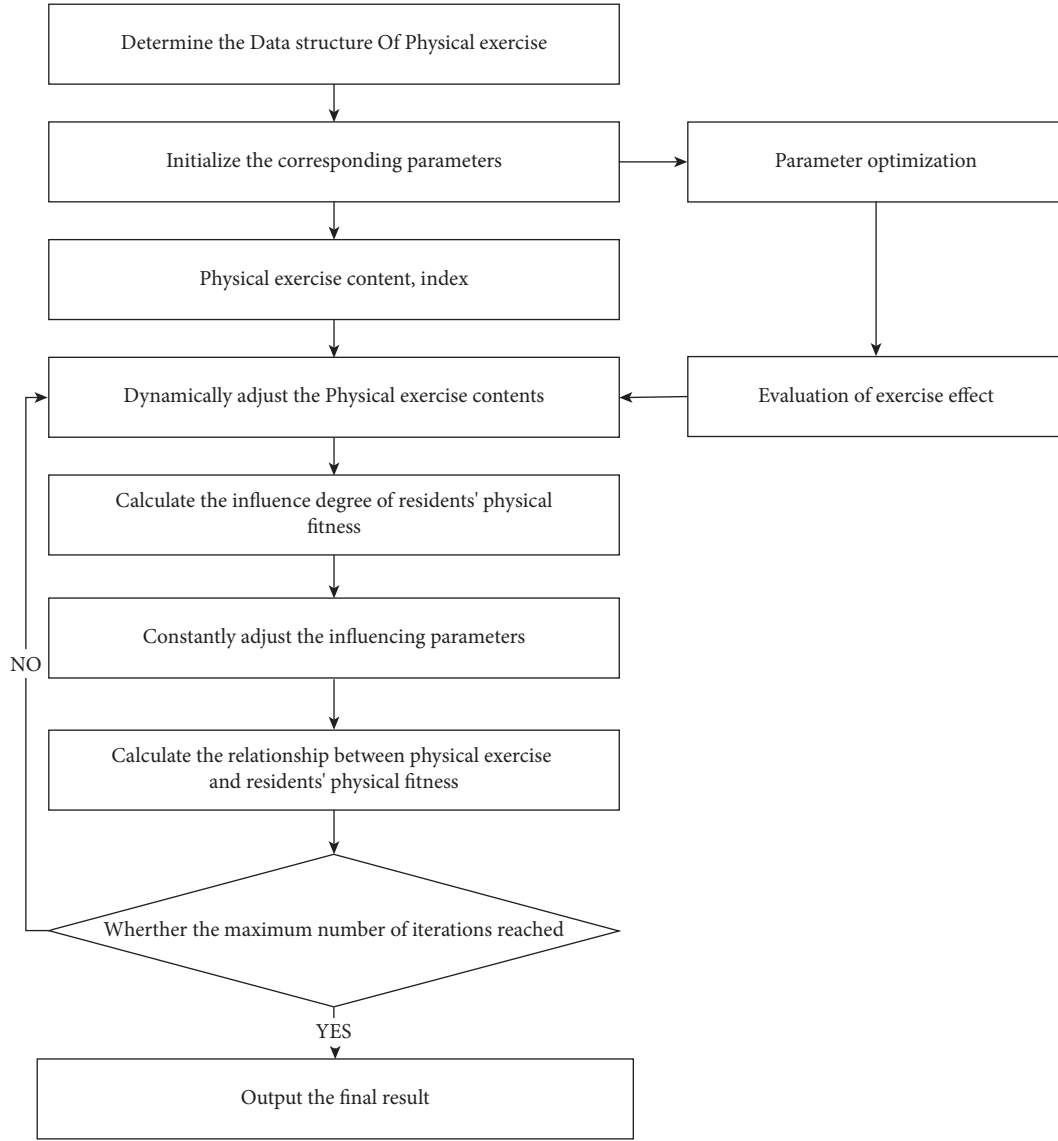 Determine the Data structure Of Physical exercise
Initialize the corresponding parameters
Parameter optimization
Physical exercise content, index
Dynamically adjust the Physical exercise contents
Evaluation of exercise effect
Calculate the influence degree of residents' physical
fitness
Constantly adjust the influencing parameters
NO
Calculate the relationship between physical exercise
and residents' physical fitness
Wherther the maximum number of iterations reached
YES
Output the final result